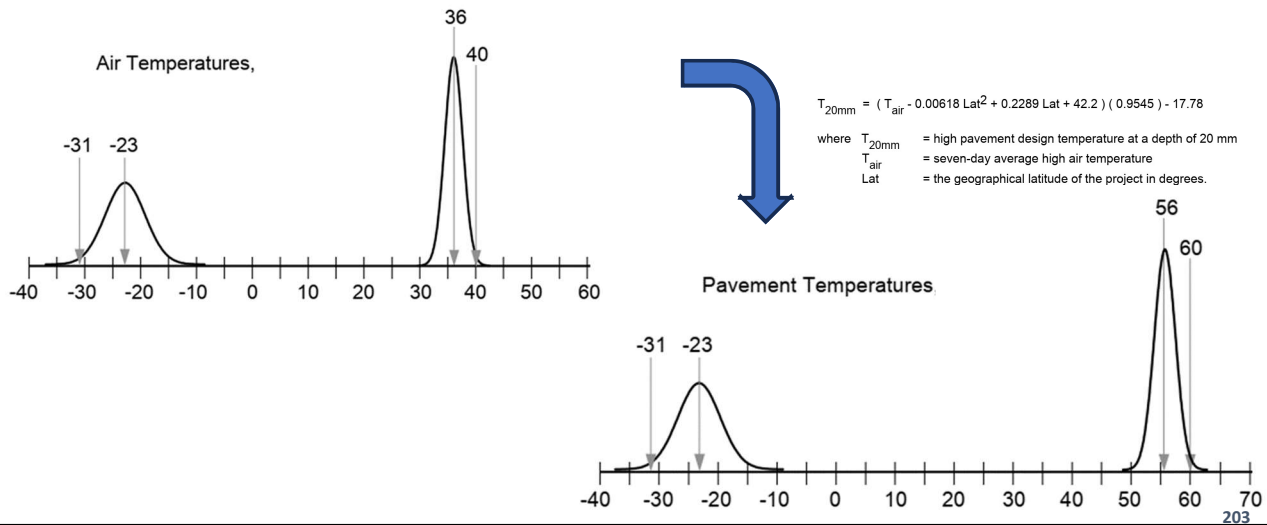 36
40
Air Temperatures,
-31 -23
-40 -30 -20 -10 0 10 20 30 40 50 60
T20mm = ( Tair - 0.00618 Lat2 + 0.2289 Lat + 42.2 ) ( 0.9545 ) - 17.78
where T20mm = high pavement design temperature at a depth of 20 mm
Tair = seven-day average high air temperature
Lat = the geographical latitude of the project in degrees.
56
60
Pavement Temperatures,
-31 -23
-40 -30 -20 -10 0 10 20 30 40 50 60 70
203